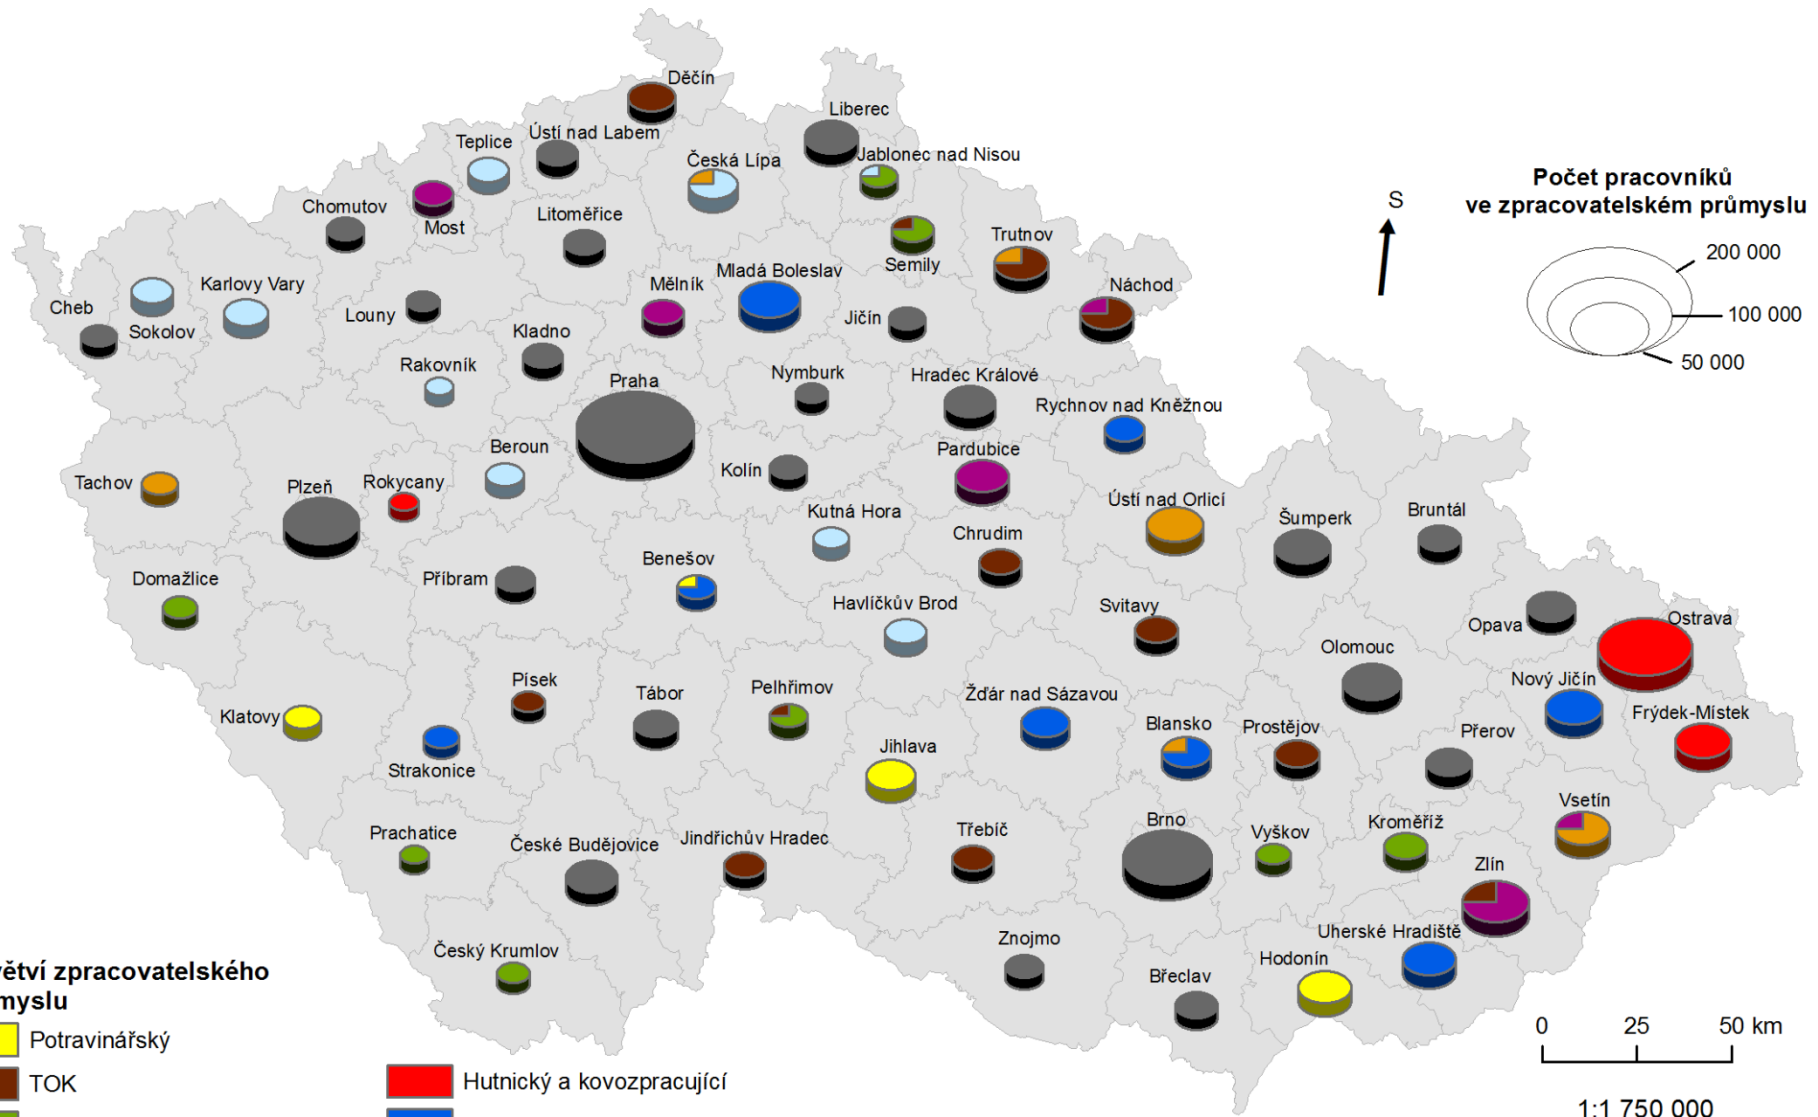 Děčín
Liberec
Teplice
Ústí nad Labem
Česká Lípa
Jablonec nad Nisou
Chomutov
Most
Litoměřice
Semily
Trutnov
Karlovy Vary
Mělník
Mladá Boleslav
Náchod
Cheb
Sokolov
Louny
Kladno
Jičín
Rakovník
Praha
Nymburk
Hradec Králové
Rychnov nad Kněžnou
Beroun
Pardubice
Tachov
Plzeň
Rokycany
Kolín
Ústí nad Orlicí
Kutná Hora
Šumperk
Bruntál
Chrudim
Domažlice
Příbram
Benešov
Havlíčkův Brod
Svitavy
Opava
Ostrava
Olomouc
Nový Jičín
Písek
Tábor
Pelhřimov
Žďár nad Sázavou
Klatovy
Blansko
Prostějov
Přerov
Frýdek-Místek
Strakonice
Jihlava
Vsetín
Prachatice
České Budějovice
Jindřichův Hradec
Třebíč
Brno
Vyškov
Kroměříž
Zlín
Český Krumlov
Znojmo
Uherské Hradiště
Hodonín
Břeclav
S
Počet pracovníků
ve zpracovatelském průmyslu
200 000
100 000
50 000
větví zpracovatelského
myslu
Potravinářský
TOK
Hutnický a kovozpracující
0 25 50 km
1:1 750 000